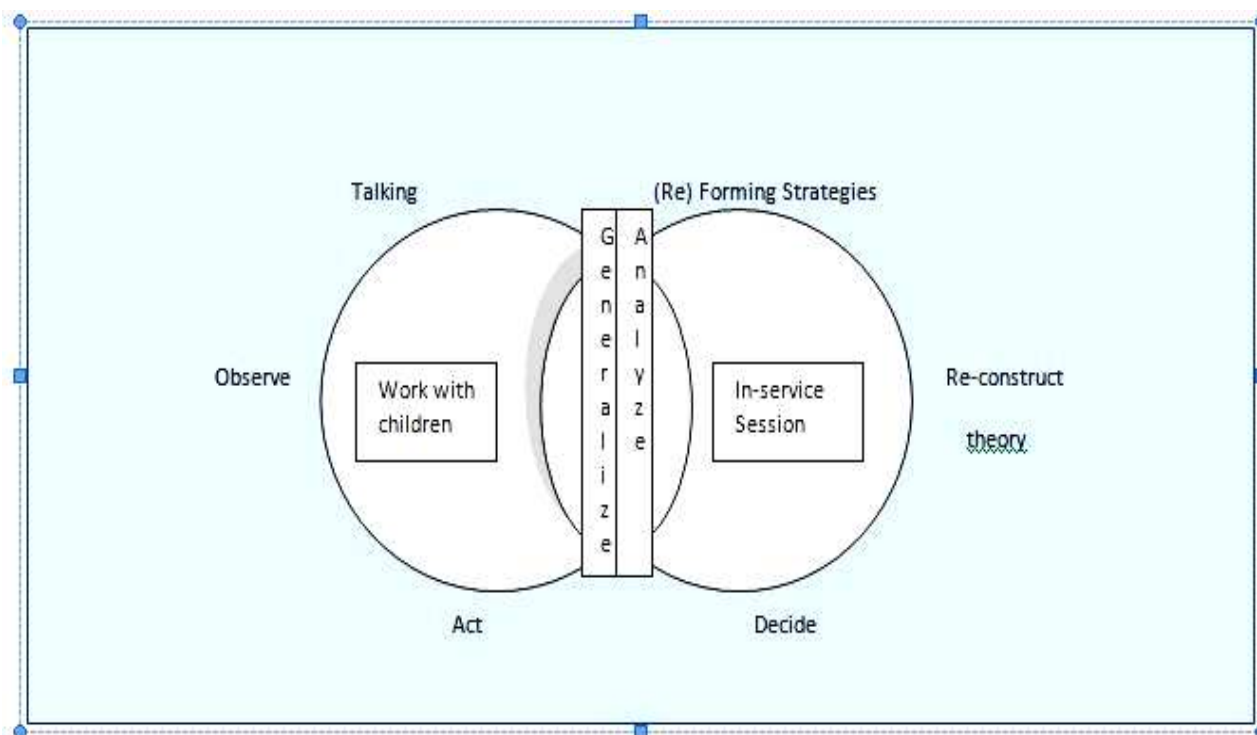 Talking
(Re) Forming Strategies
Generalize
Analyze
Observe
Work with
children
In-service
Session
Re-construct
theory
Act
Decide